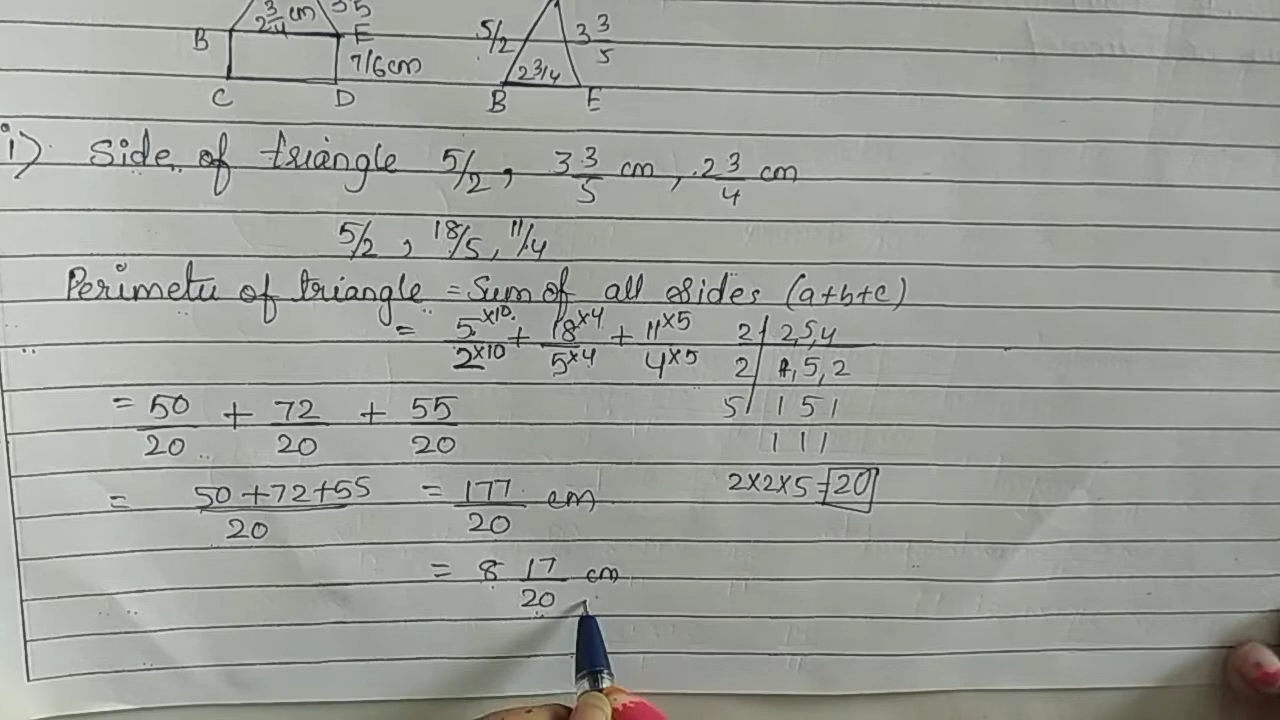 2 3/4 cm 3 5
B E 5/2 3 3/5
7/6cm 2 3/4
C D B E
i) Side of triangle 5/2, 3 3/5 cm, 2 3/4 cm
5/2, 18/5, 11/4
Perimetu of triangle = Sum of all sides (a+b+c)
= 5×10/2×10 + 18×4/5×4 + 11×5/4×5 2 | 2,5,4
2 | 1,5,2
= 50/20 + 72/20 + 55/20 5 | 1 5 1
1 1 1
= 50+72+55/20 = 177/20 cm 2×2×5=20
= 8 17/20 cm